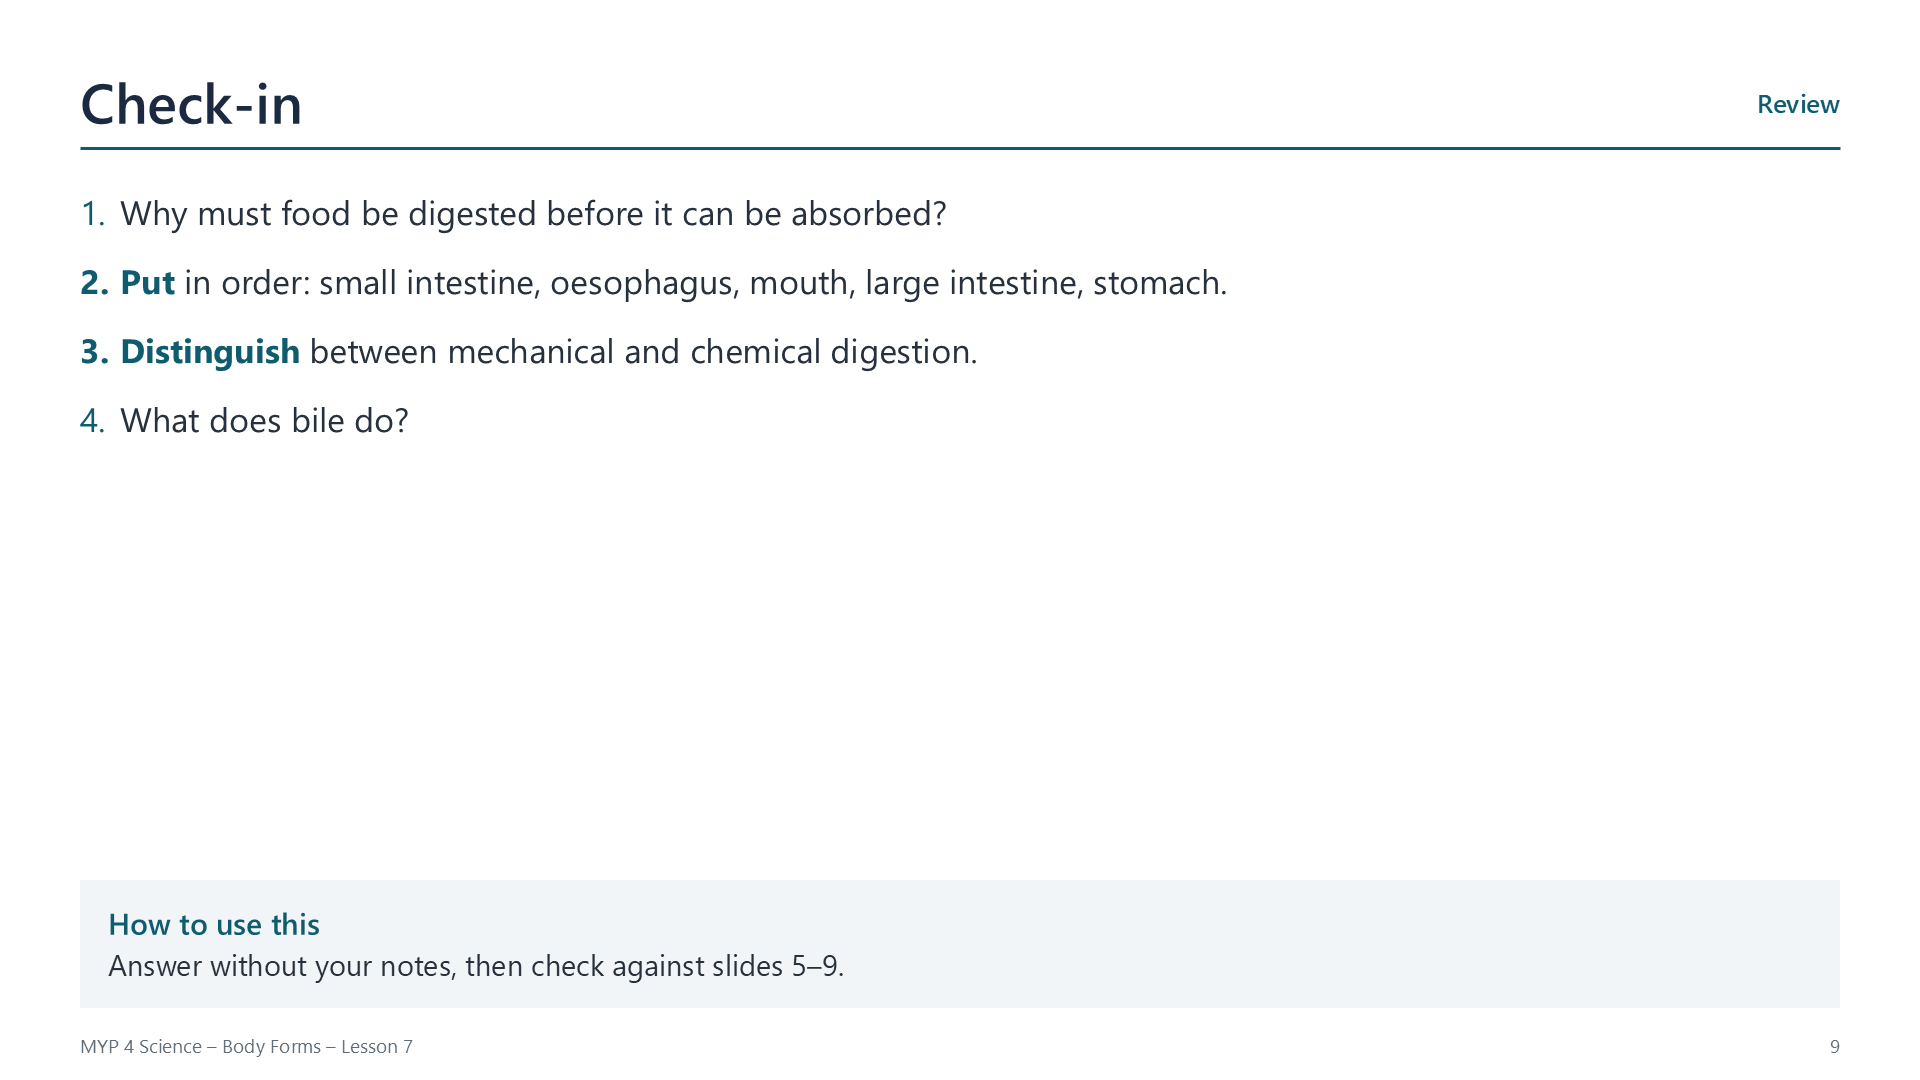 Check-in
Review
1. Why must food be digested before it can be absorbed?
2. Put in order: small intestine, oesophagus, mouth, large intestine, stomach.
3. Distinguish between mechanical and chemical digestion.
4. What does bile do?
How to use this
Answer without your notes, then check against slides 5–9.
MYP 4 Science – Body Forms – Lesson 7
9